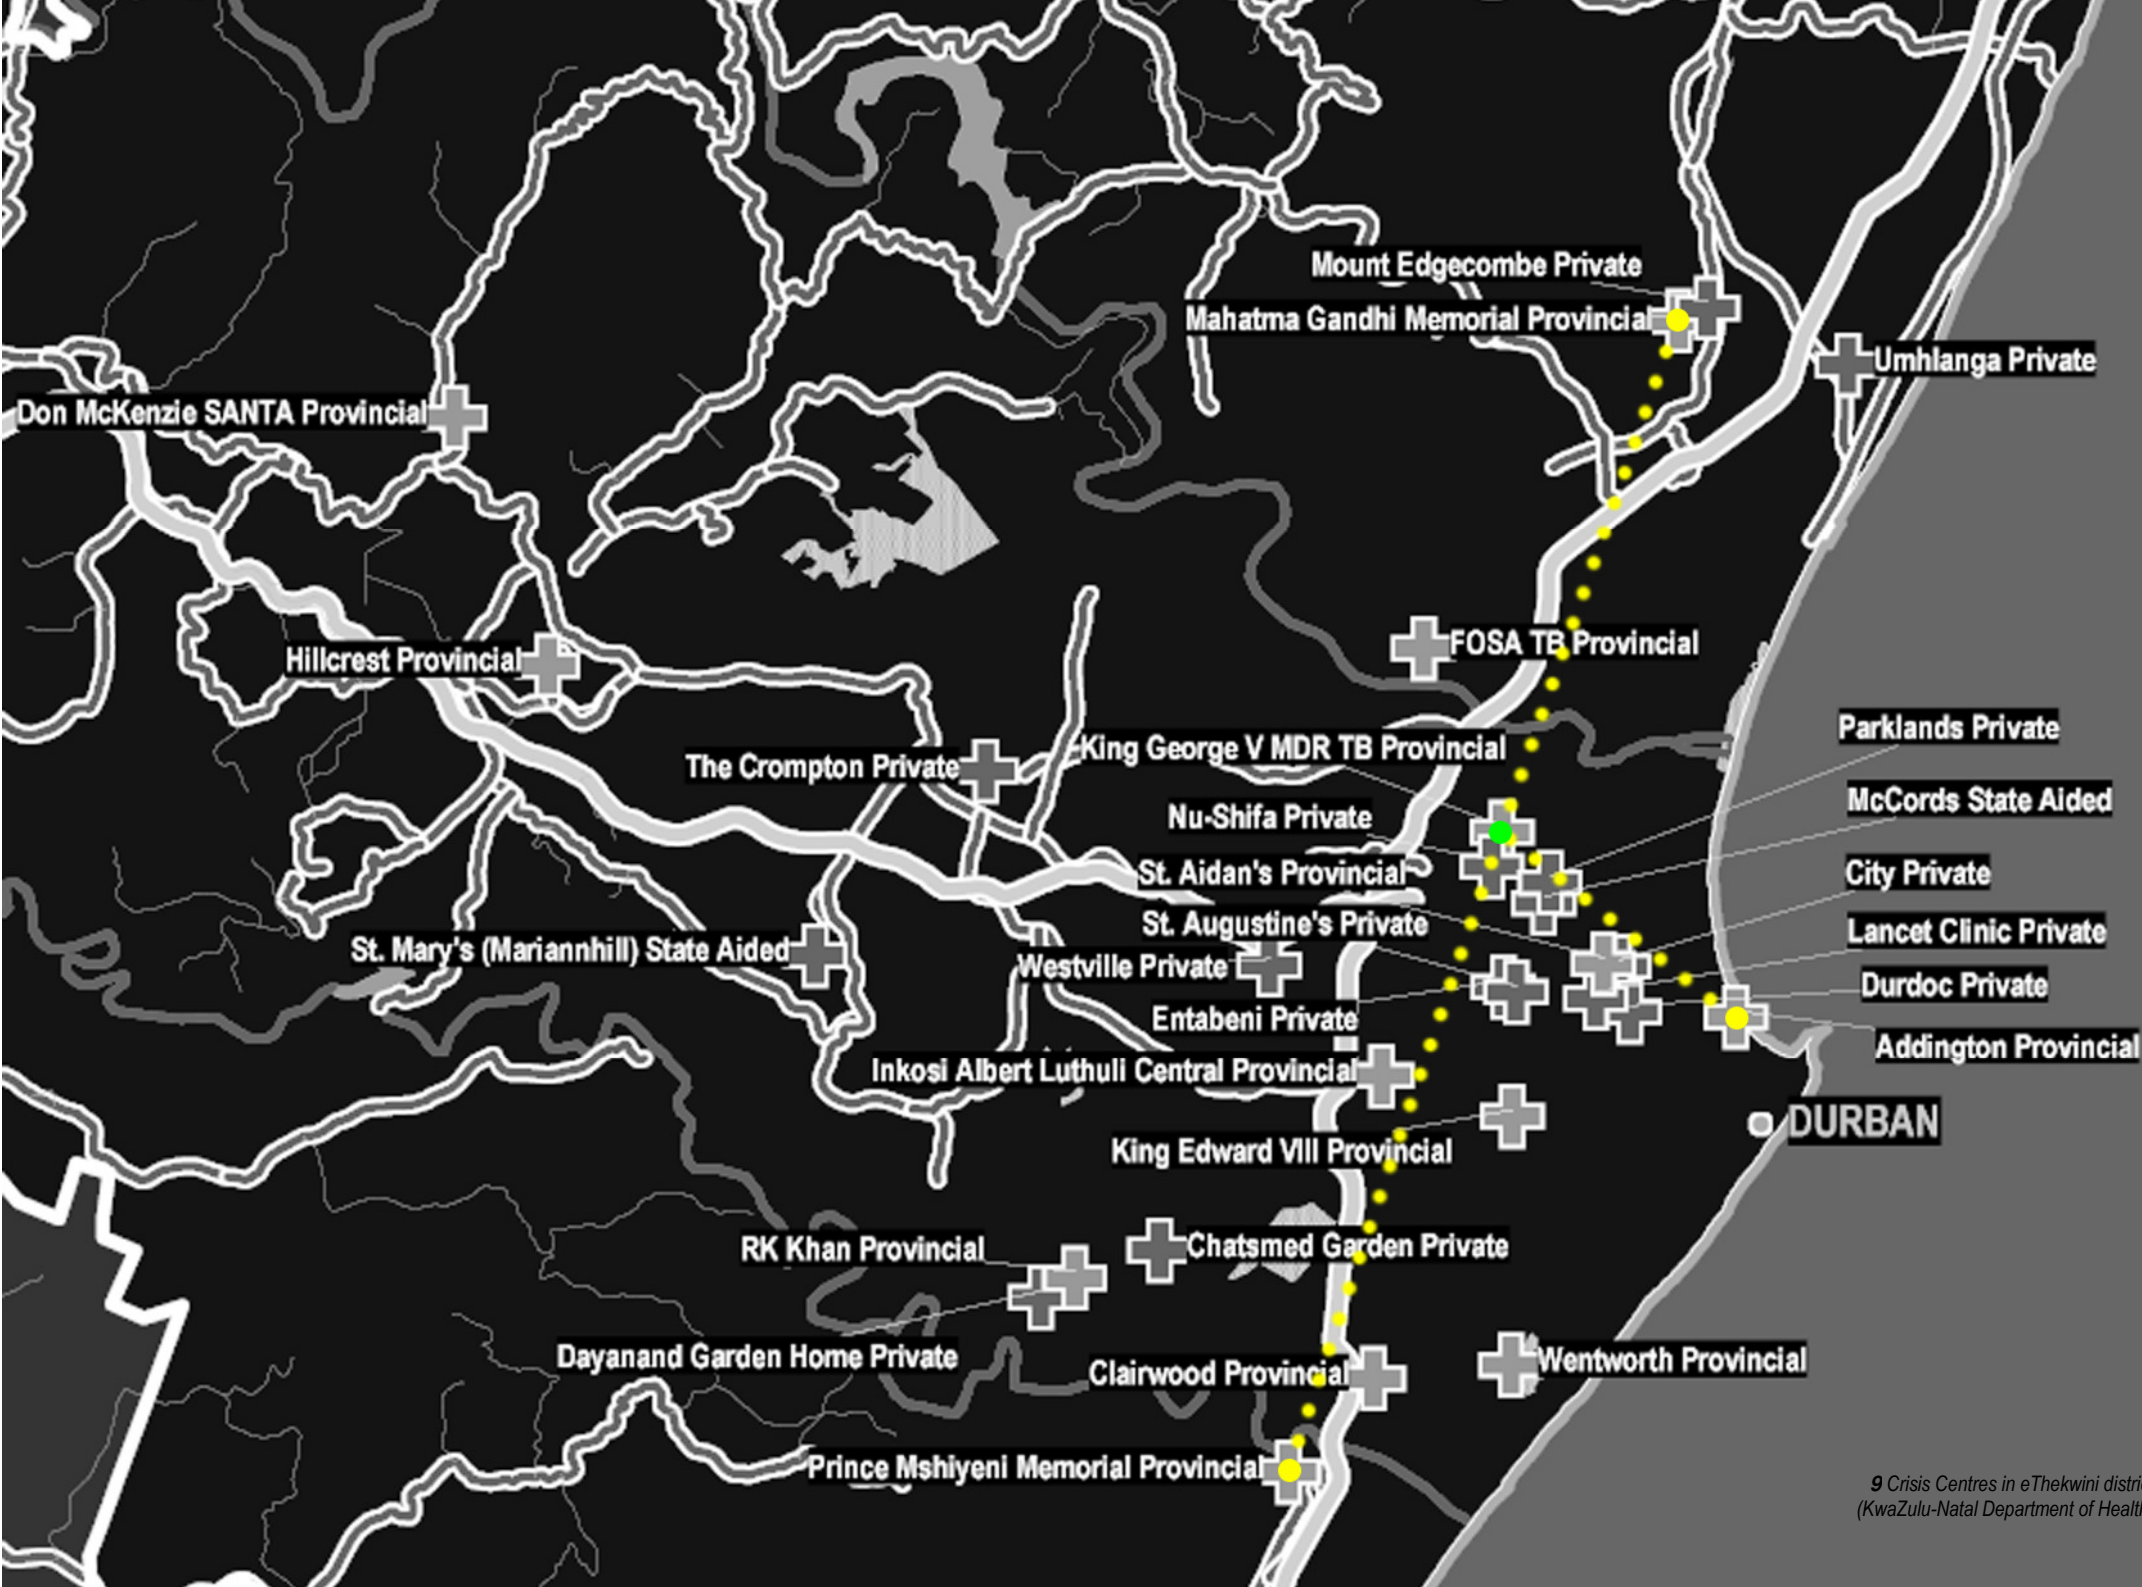 Mount Edgecombe Private
Mahatma Gandhi Memorial Provincial
Umhlanga Private
Don McKenzie SANTA Provincial
FOSA TB Provincial
Hillcrest Provincial
Parklands Private
King George V MDR TB Provincial
The Crompton Private
McCords State Aided
Nu-Shifa Private
St. Aidan's Provincial
City Private
St. Augustine's Private
Lancet Clinic Private
St. Mary's (Mariannhill) State Aided
Westville Private
Durdoc Private
Entabeni Private
Addington Provincial
Inkosi Albert Luthuli Central Provincial
DURBAN
King Edward VIII Provincial
RK Khan Provincial
Chatsmed Garden Private
Dayanand Garden Home Private
Clairwood Provincial
Wentworth Provincial
Prince Mshiyeni Memorial Provincial
9 Crisis Centres in eThekwini
(KwaZulu-Natal Department of Health